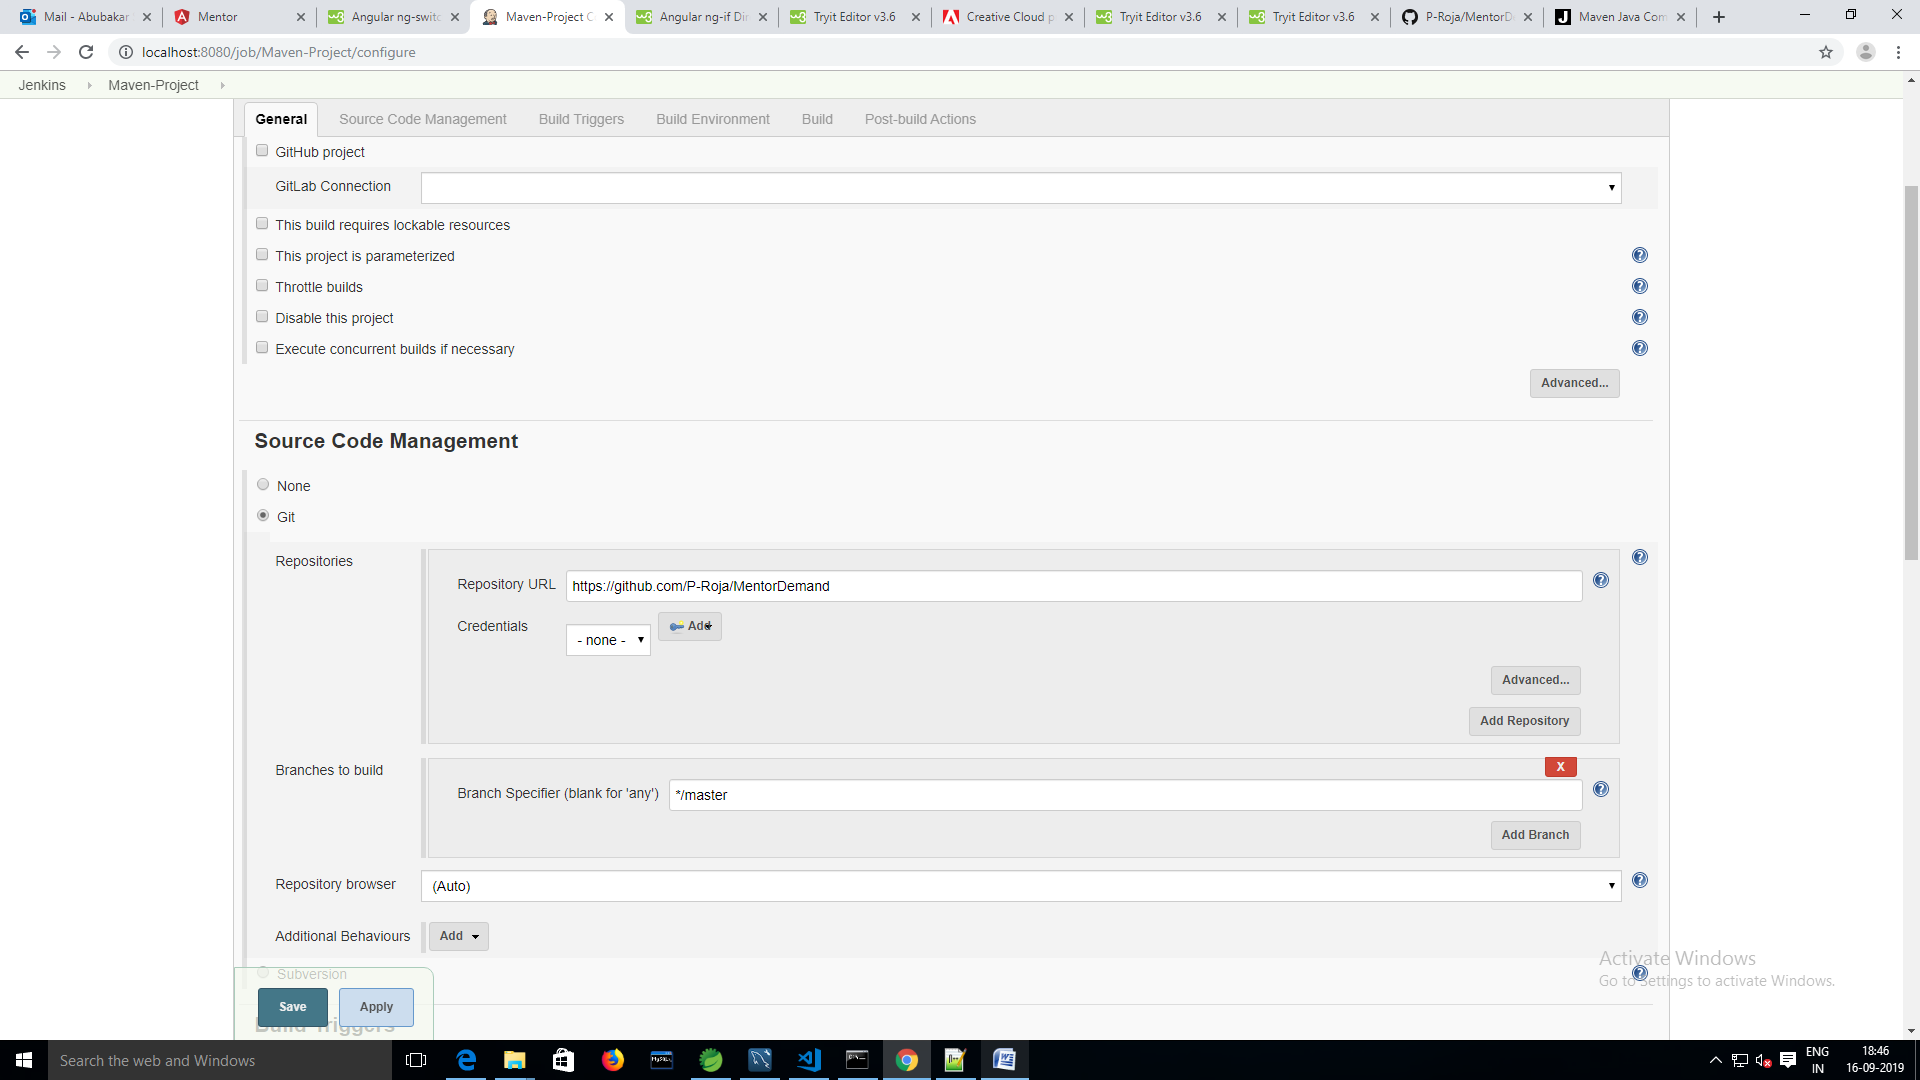 Mail - Abubakar
Mentor
Angular ng-switc
Maven-Project C
Angular ng-if Dir
Tryit Editor v3.6
Creative Cloud p
Tryit Editor v3.6
Tryit Editor v3.6
P-Roja/MentorD
Maven Java Com
localhost:8080/job/Maven-Project/configure
Jenkins
Maven-Project
General
Source Code Management
Build Triggers
Build Environment
Build
Post-build Actions
GitHub project
GitLab Connection
This build requires lockable resources
This project is parameterized
Throttle builds
Disable this project
Execute concurrent builds if necessary
Advanced...
Source Code Management
None
Git
Repositories
Repository URL
https://github.com/P-Roja/MentorDemand
Credentials
- none -
Add
Advanced...
Add Repository
Branches to build
X
Branch Specifier (blank for 'any')
*/master
Add Branch
Repository browser
(Auto)
Additional Behaviours
Add
Subversion
Activate Windows
Go to Settings to activate Windows.
Save
Apply
Build Triggers
Search the web and Windows
ENG
IN
18:46
16-09-2019